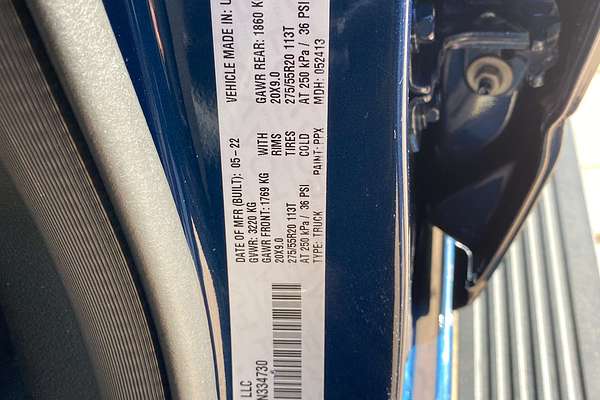 LLC
N334730
DATE OF MFR (BUILT): 05-22
GVWR: 3220 KG
GAWR FRONT: 1769 KG WITH
20X9.0 RIMS
275/55R20 113T TIRES
AT 250 kPa / 36 PSI COLD
TYPE: TRUCK PAINT: PPX
VEHICLE MADE IN: U
GAWR REAR: 1860 K
20X9.0
275/55R20 113T
AT 250 kPa / 36 PSI
MDH: 052413